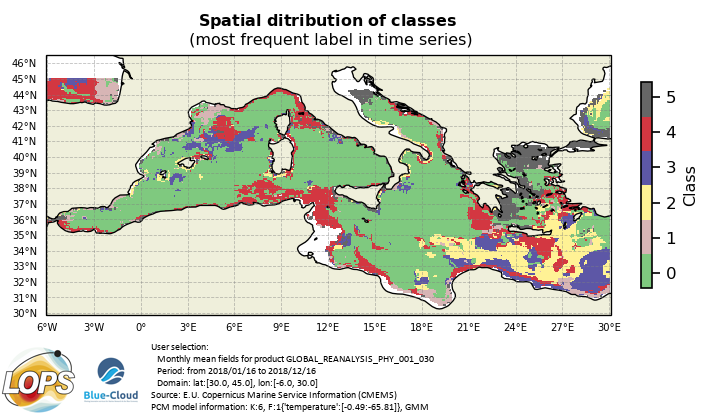 Spatial ditribution of classes
(most frequent label in time series)
46°N
45°N
44°N
43°N
42°N
41°N
40°N
39°N
38°N
37°N
36°N
35°N
34°N
33°N
32°N
31°N
30°N
6°W 3°W 0° 3°E 6°E 9°E 12°E 15°E 18°E 21°E 24°E 27°E 30°E
5
4
3
2
1
0
Class
LOPS
Blue-Cloud
User selection:
Monthly mean fields for product GLOBAL_REANALYSIS_PHY_001_030
Period: from 2018/01/16 to 2018/12/16
Domain: lat:[30.0, 45.0], lon:[-6.0, 30.0]
Source: E.U. Copernicus Marine Service Information (CMEMS)
PCM model information: K:6, F:1{'temperature':[-0.49:-65.81]}, GMM